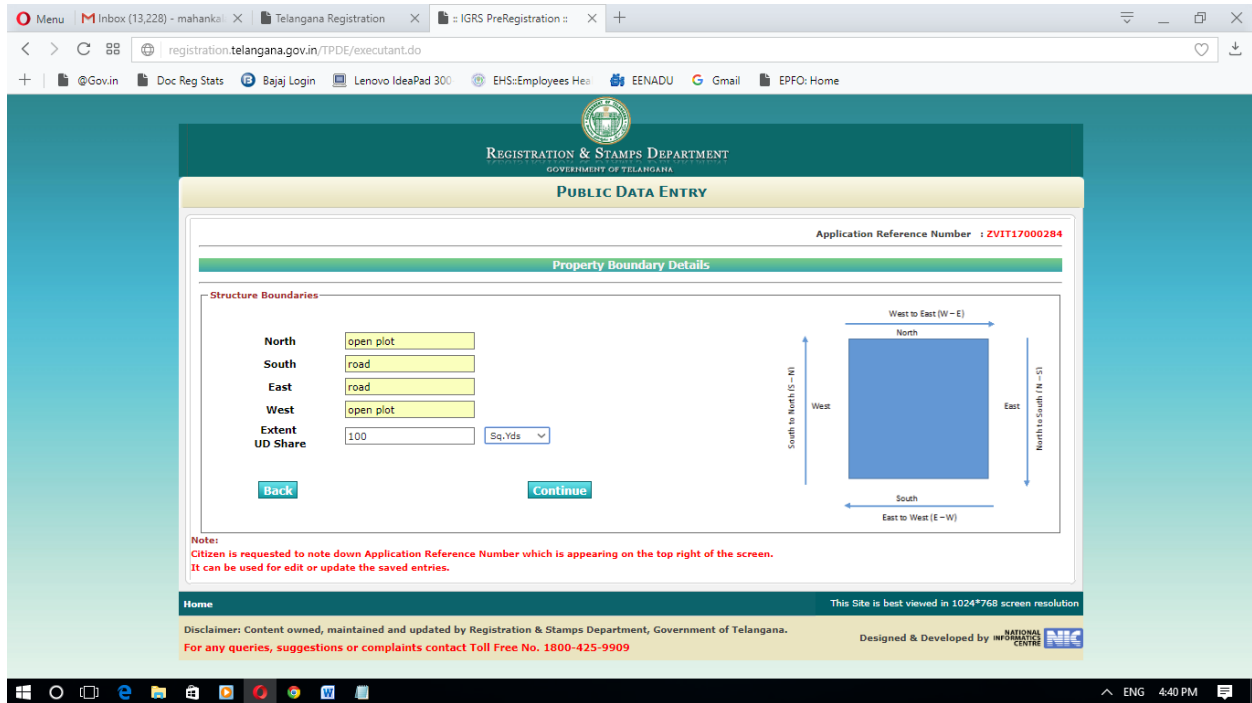 Menu
Inbox (13,228) - mahankal
Telangana Registration
:: IGRS PreRegistration ::
registration.telangana.gov.in/TPDE/executant.do
@Gov.in
Doc Reg Stats
Bajaj Login
Lenovo IdeaPad 300
EHS::Employees Hea
EENADU
Gmail
EPFO: Home
REGISTRATION & STAMPS DEPARTMENT
GOVERNMENT OF TELANGANA
PUBLIC DATA ENTRY
Application Reference Number : ZVIT17000284
Property Boundary Details
Structure Boundaries
North open plot
South road
East road
West open plot
Extent
UD Share 100 Sq.Yds
Back Continue
West to East (W – E)
North
South to North (S – N)
West
East
North to South (N – S)
South
East to West (E – W)
Note:
Citizen is requested to note down Application Reference Number which is appearing on the top right of the screen.
It can be used for edit or update the saved entries.
Home This Site is best viewed in 1024*768 screen resolution
Disclaimer: Content owned, maintained and updated by Registration & Stamps Department, Government of Telangana.
For any queries, suggestions or complaints contact Toll Free No. 1800-425-9909
Designed & Developed by NATIONAL INFORMATICS CENTRE NIC
ENG 4:40 PM